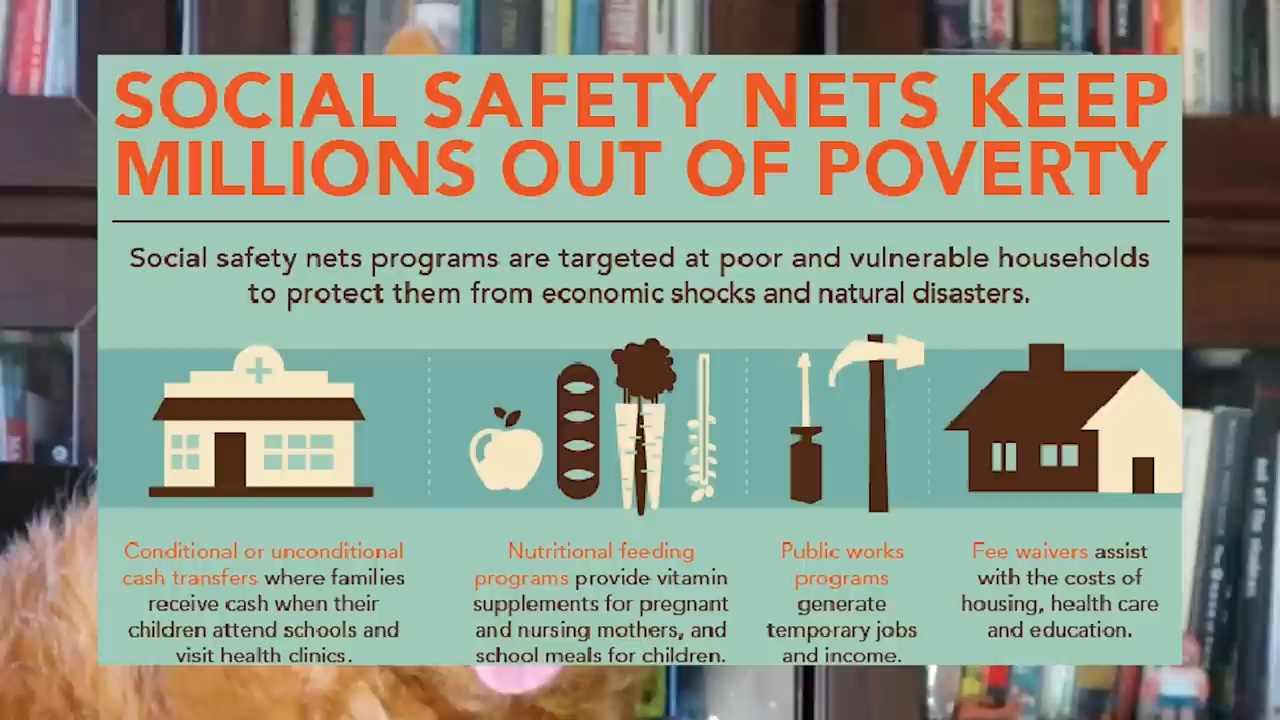 SOCIAL SAFETY NETS KEEP
MILLIONS OUT OF POVERTY
Social safety nets programs are targeted at poor and vulnerable households
to protect them from economic shocks and natural disasters.
Conditional or unconditional
cash transfers where families
receive cash when their
children attend schools and
visit health clinics.
Nutritional feeding
programs provide vitamin
supplements for pregnant
and nursing mothers, and
school meals for children.
Public works
programs
generate
temporary jobs
and income.
Fee waivers assist
with the costs of
housing, health care
and education.